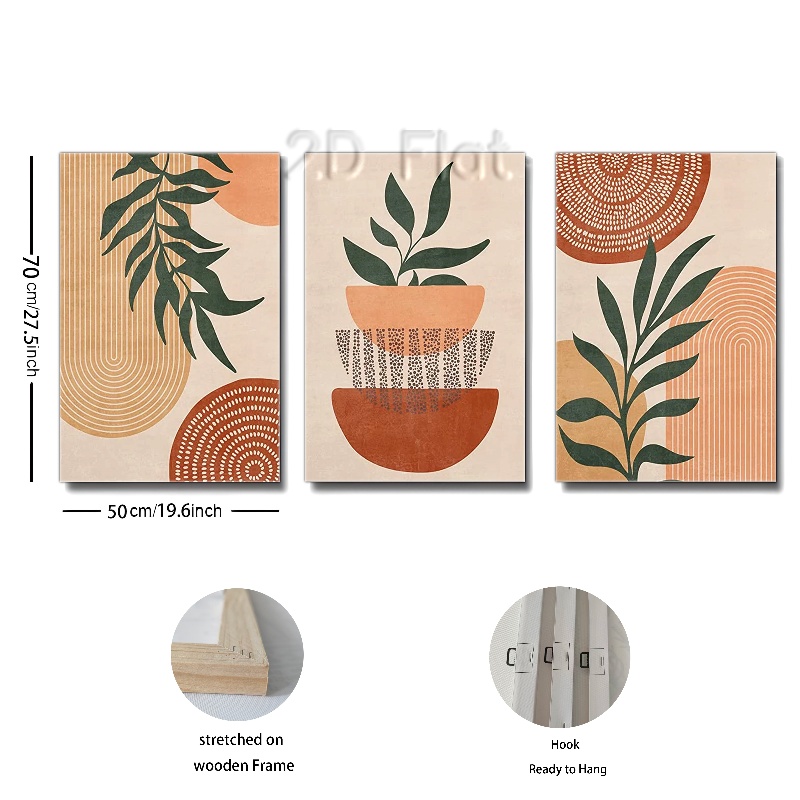 2D Flat
70cm/27.5inch
50cm/19.6inch
stretched on
wooden Frame
Hook
Ready to Hang